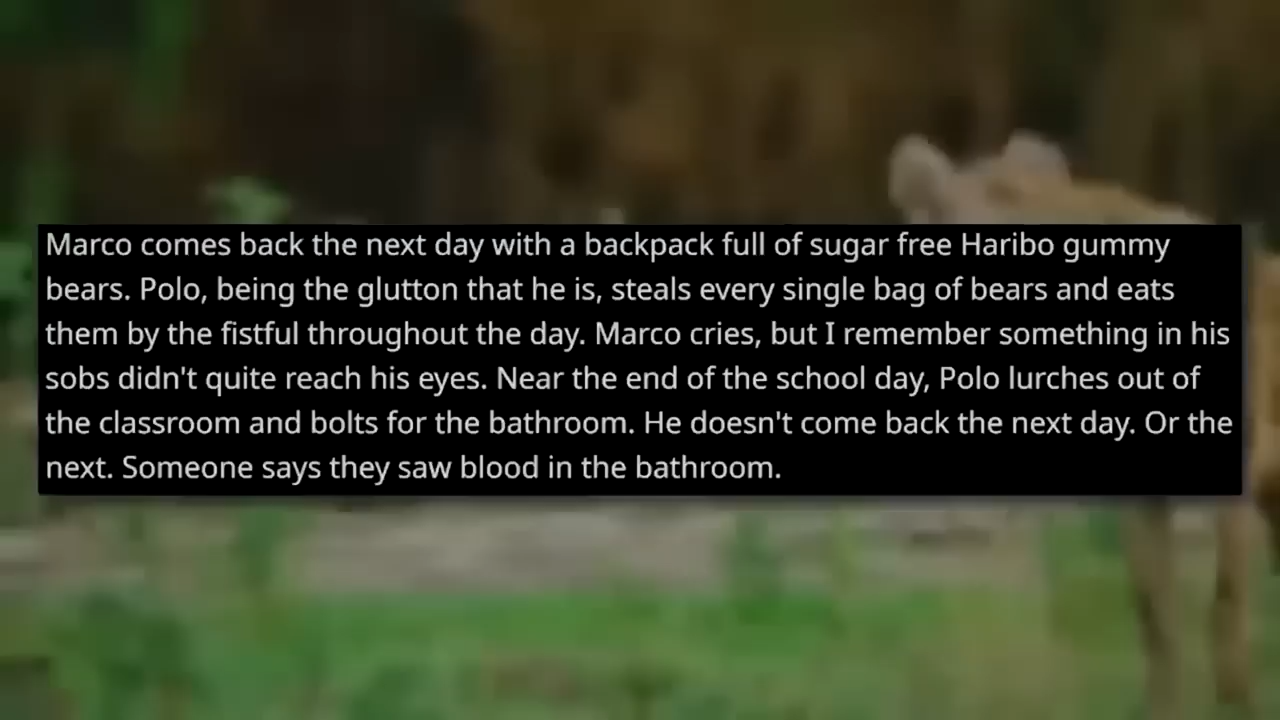 Marco comes back the next day with a backpack full of sugar free Haribo gummy
bears. Polo, being the glutton that he is, steals every single bag of bears and eats
them by the fistful throughout the day. Marco cries, but I remember something in his
sobs didn't quite reach his eyes. Near the end of the school day, Polo lurches out of
the classroom and bolts for the bathroom. He doesn't come back the next day. Or the
next. Someone says they saw blood in the bathroom.